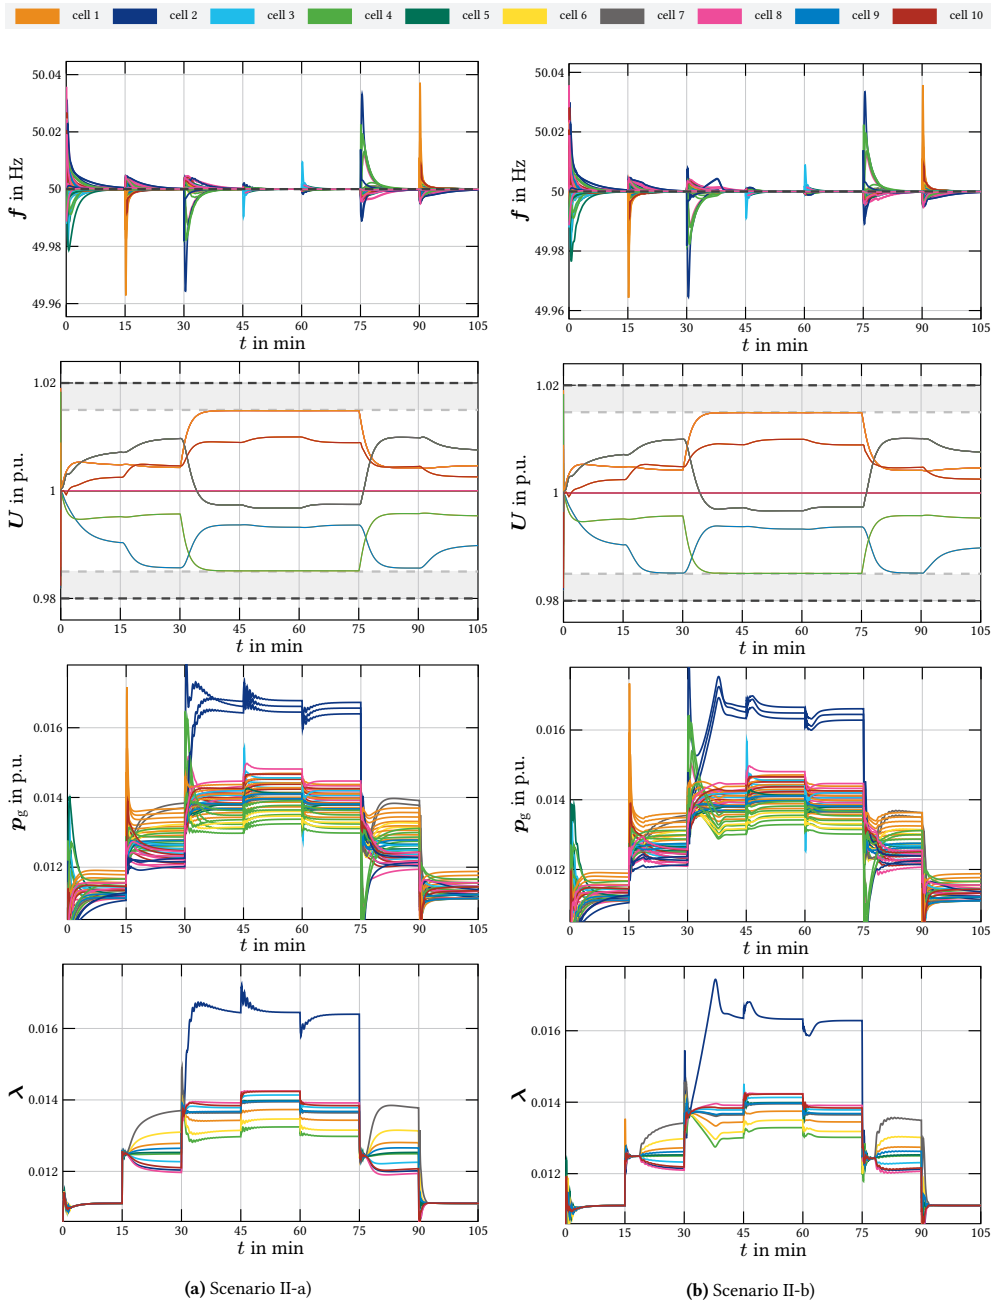 cell 1 cell 2 cell 3 cell 4 cell 5 cell 6 cell 7 cell 8 cell 9 cell 10
50.04
50.02
50
49.98
49.96
f in Hz
0 15 30 45 60 75 90 105
t in min
50.04
50.02
50
49.98
49.96
f in Hz
0 15 30 45 60 75 90 105
t in min
1.02
1
0.98
U in p.u.
0 15 30 45 60 75 90 105
t in min
1.02
1
0.98
U in p.u.
0 15 30 45 60 75 90 105
t in min
0.016
0.014
0.012
pg in p.u.
0 15 30 45 60 75 90 105
t in min
0.016
0.014
0.012
pg in p.u.
0 15 30 45 60 75 90 105
t in min
0.016
0.014
0.012
λ
0 15 30 45 60 75 90 105
t in min
0.016
0.014
0.012
λ
0 15 30 45 60 75 90 105
t in min
(a) Scenario II-a)
(b) Scenario II-b)